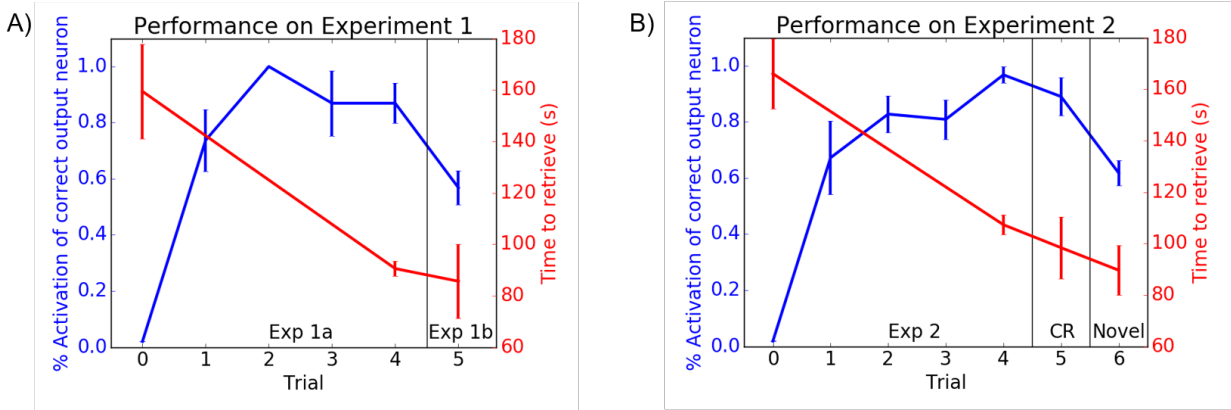 A)
Performance on Experiment 1
% Activation of correct output neuron
1.0
0.8
0.6
0.4
0.2
0.0
180
160
140
120
100
80
60
Time to retrieve (s)
Exp 1a
Exp 1b
0 1 2 3 4 5
Trial
B)
Performance on Experiment 2
% Activation of correct output neuron
1.0
0.8
0.6
0.4
0.2
0.0
180
160
140
120
100
80
60
Time to retrieve (s)
Exp 2
CR
Novel
0 1 2 3 4 5 6
Trial